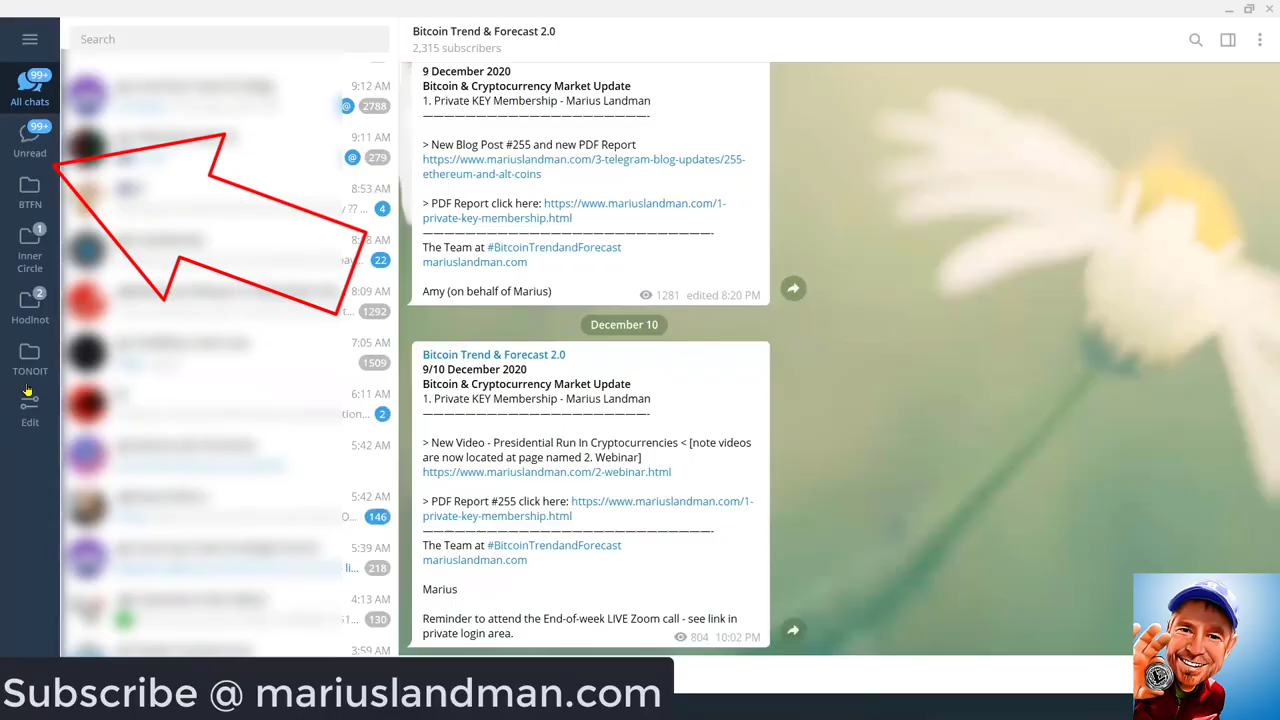 Search
All chats
99+
Unread
99+
BTFN
Inner
Circle
1
Hodlnot
2
TONOIT
Edit
9:12 AM
@ 2788
9:11 AM
@ 279
8:53 AM
?? ... 4
22
8:09 AM
t... 1292
7:05 AM
1509
6:11 AM
tion... 2
5:42 AM
5:42 AM
O... 146
5:39 AM
li... 218
4:13 AM
130
3:59 AM
Bitcoin Trend & Forecast 2.0
2,315 subscribers
9 December 2020
Bitcoin & Cryptocurrency Market Update
1. Private KEY Membership - Marius Landman
———————————————————-
> New Blog Post #255 and new PDF Report
https://www.mariuslandman.com/3-telegram-blog-updates/255-
ethereum-and-alt-coins
> PDF Report click here: https://www.mariuslandman.com/1-
private-key-membership.html
————————————————————————-
The Team at #BitcoinTrendandForecast
mariuslandman.com
Amy (on behalf of Marius)
1281 edited 8:20 PM
December 10
Bitcoin Trend & Forecast 2.0
9/10 December 2020
Bitcoin & Cryptocurrency Market Update
1. Private KEY Membership - Marius Landman
———————————————————-
> New Video - Presidential Run In Cryptocurrencies < [note videos
are now located at page named 2. Webinar]
https://www.mariuslandman.com/2-webinar.html
> PDF Report #255 click here: https://www.mariuslandman.com/1-
private-key-membership.html
————————————————————————-
The Team at #BitcoinTrendandForecast
mariuslandman.com
Marius
Reminder to attend the End-of-week LIVE Zoom call - see link in
private login area.
804 10:02 PM
Subscribe @ mariuslandman.com